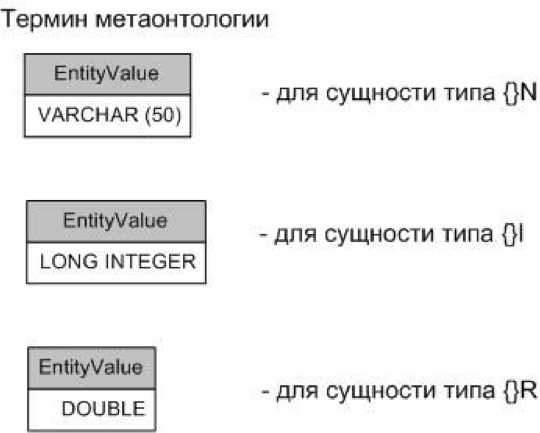 Термин метаонтологии
EntityValue
VARCHAR (50)
- для сущности типа {}N
EntityValue
LONG INTEGER
- для сущности типа {}I
EntityValue
DOUBLE
- для сущности типа {}R